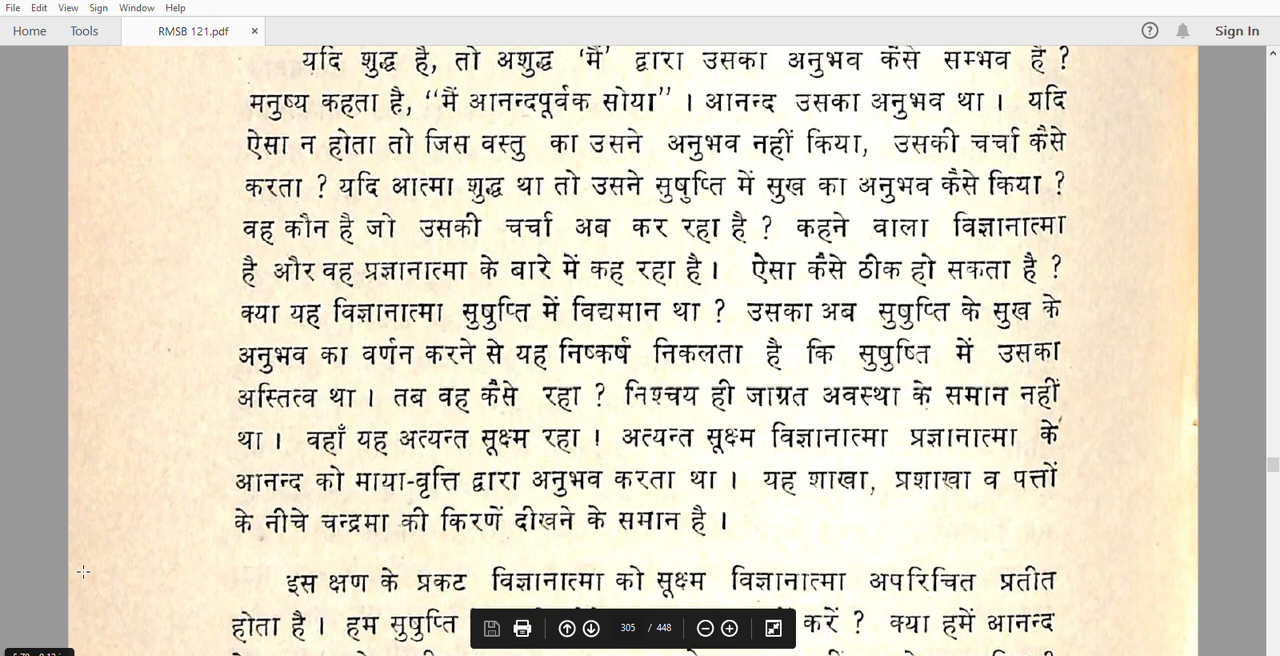 File Edit View Sign Window Help
Home Tools RMSB 121.pdf × Sign In
यदि शुद्ध है, तो अशुद्ध ‘मैं’ द्वारा उसका अनुभव कैसे सम्भव है ?
मनुष्य कहता है, “मैं आनन्दपूर्वक सोया” । आनन्द उसका अनुभव था । यदि
ऐसा न होता तो जिस वस्तु का उसने अनुभव नहीं किया, उसकी चर्चा कैसे
करता ? यदि आत्मा शुद्ध था तो उसने सुषुप्ति में सुख का अनुभव कैसे किया ?
वह कौन है जो उसकी चर्चा अब कर रहा है ? कहने वाला विज्ञानात्मा
है और वह प्रज्ञानात्मा के बारे में कह रहा है । ऐसा कैसे ठीक हो सकता है ?
क्या यह विज्ञानात्मा सुषुप्ति में विद्यमान था ? उसका अब सुषुप्ति के सुख के
अनुभव का वर्णन करने से यह निष्कर्ष निकलता है कि सुषुप्ति में उसका
अस्तित्व था । तब वह कैसे रहा ? निश्चय ही जाग्रत अवस्था के समान नहीं
था । वहाँ यह अत्यन्त सूक्ष्म रहा । अत्यन्त सूक्ष्म विज्ञानात्मा प्रज्ञानात्मा के
आनन्द को माया-वृत्ति द्वारा अनुभव करता था । यह शाखा, प्रशाखा व पत्तों
के नीचे चन्द्रमा की किरणें दीखने के समान है ।
इस क्षण के प्रकट विज्ञानात्मा को सूक्ष्म विज्ञानात्मा अपरिचित प्रतीत
होता है । हम सुषुप्ति करें ? क्या हमें आनन्द
305 / 448